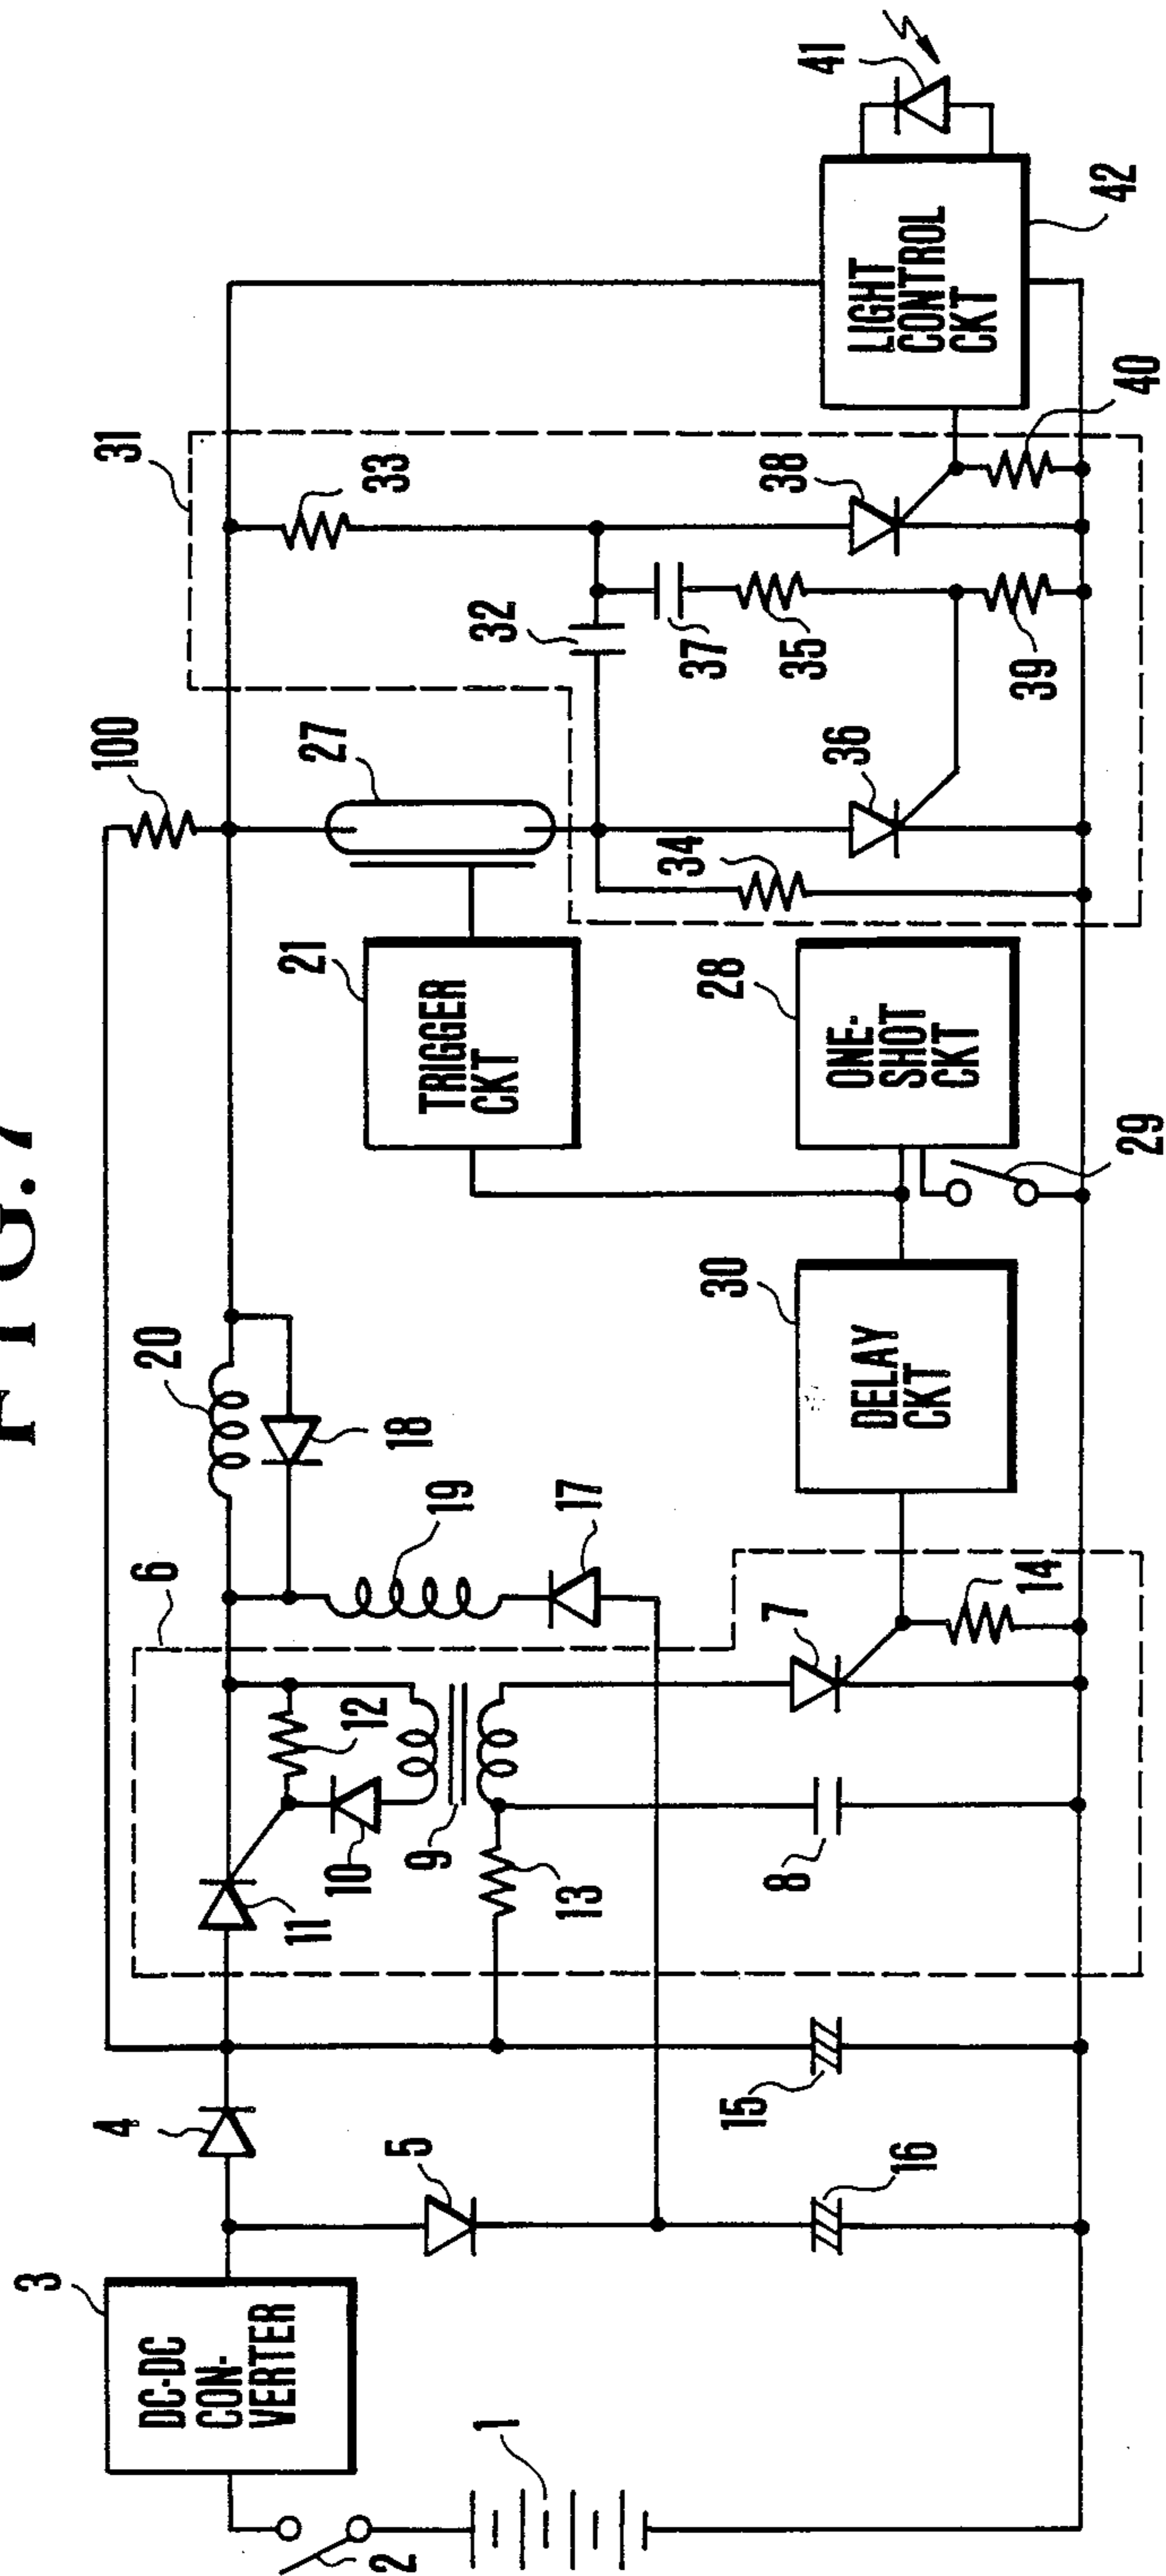 FIG.7
3
DC-DC
CON-
VERTER
2
1
4
5
16
15
6
11
12
10
9
13
8
7
14
19
17
20
18
30
DELAY
CKT
21
TRIGGER
CKT
28
ONE-
SHOT
CKT
29
100
27
31
33
32
37
35
34
36
38
39
40
LIGHT
CONTROL
CKT
41
42